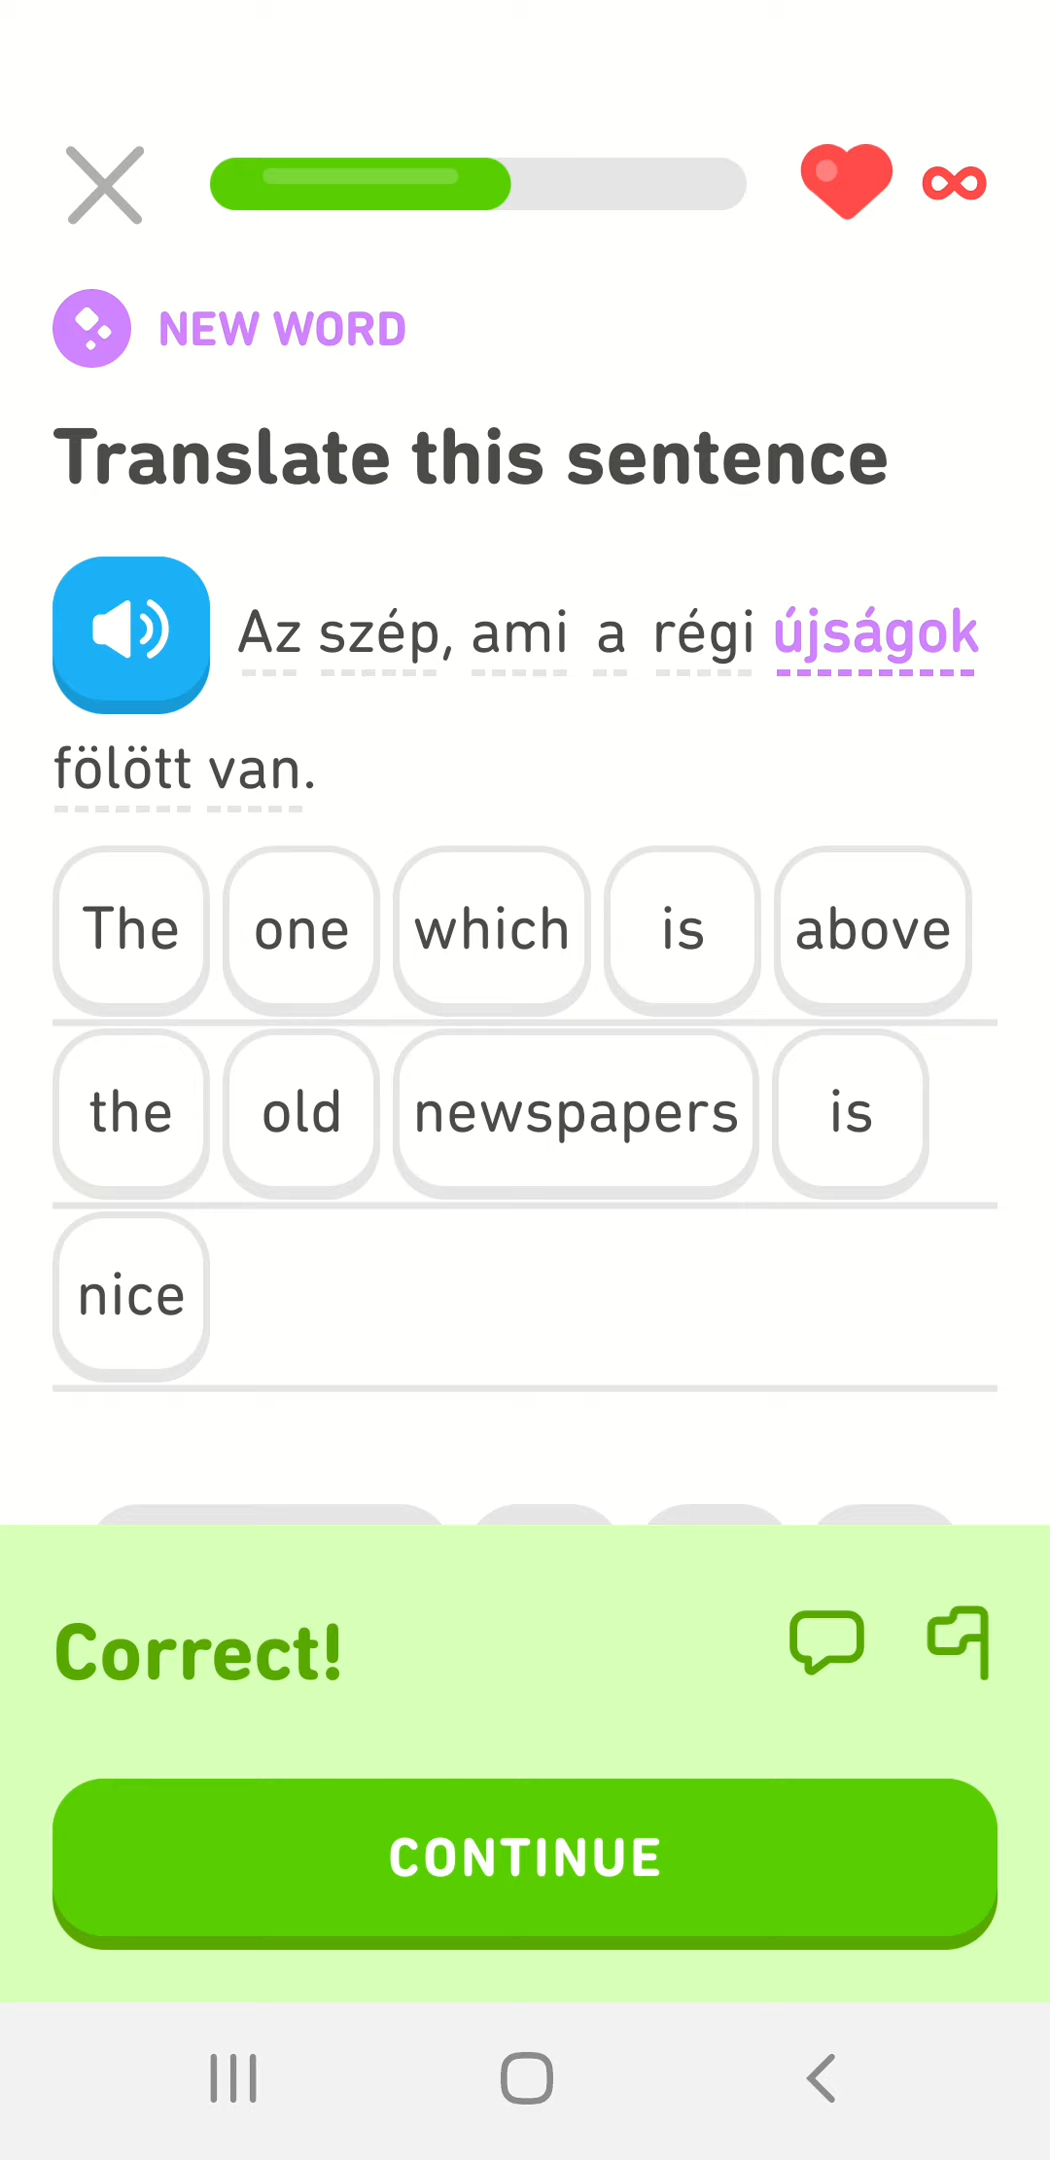 NEW WORD
Translate this sentence
Az szép, ami a régi újságok
fölött van.
The one which is above
the old newspapers is
nice
Correct!
CONTINUE